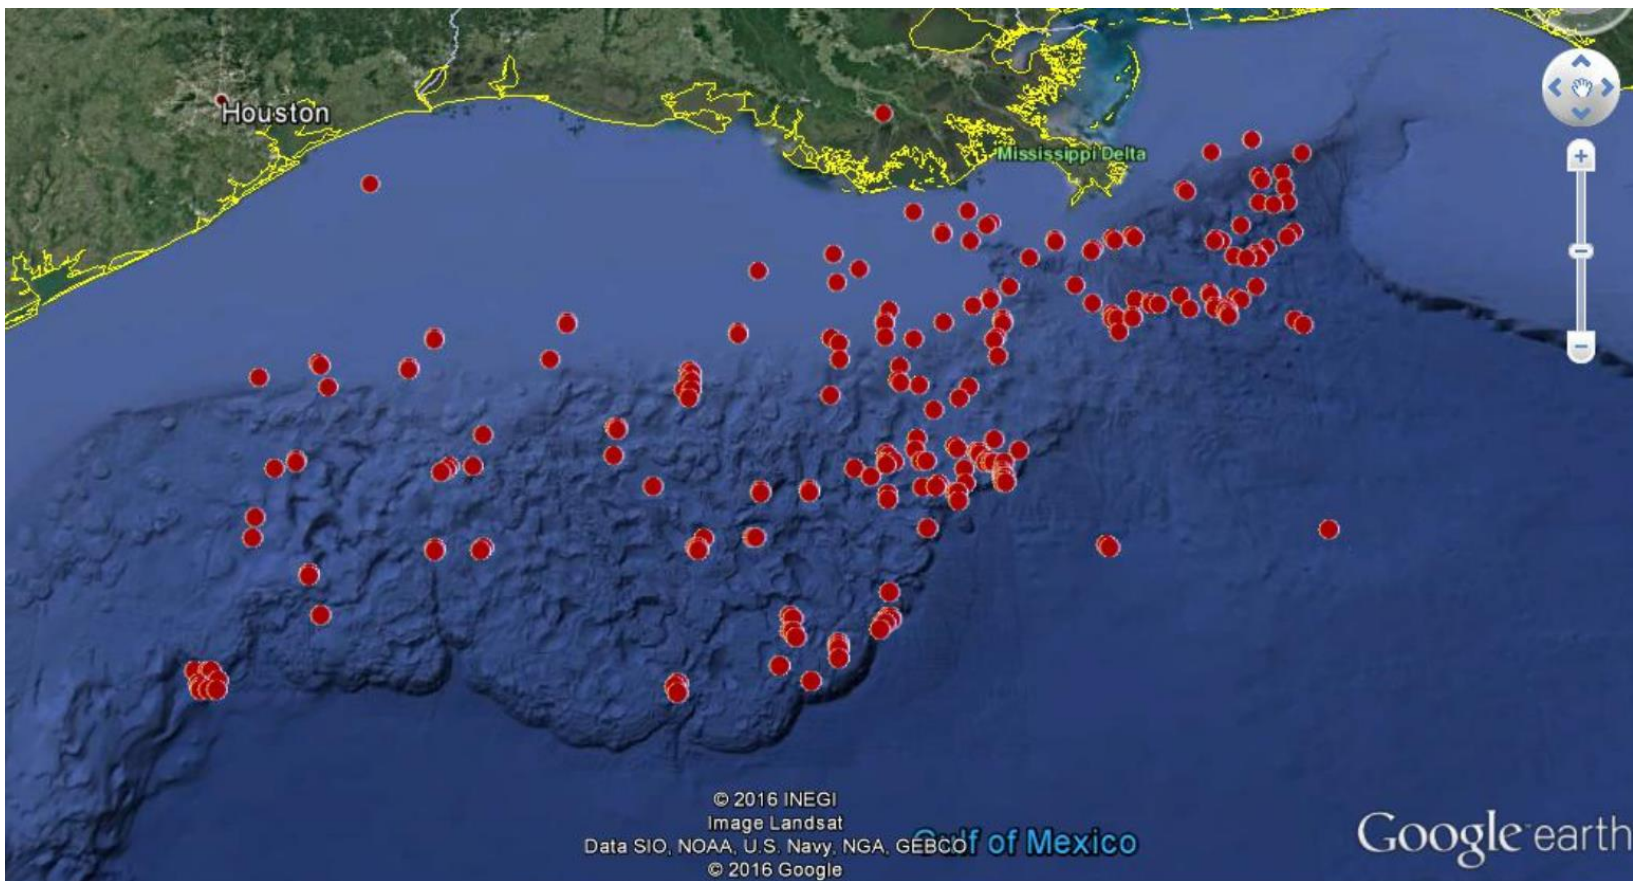 Houston
Mississippi Delta
© 2016 INEGI
Image Landsat
Data SIO, NOAA, U.S. Navy, NGA, GEBCO
Gulf of Mexico
© 2016 Google
Google earth